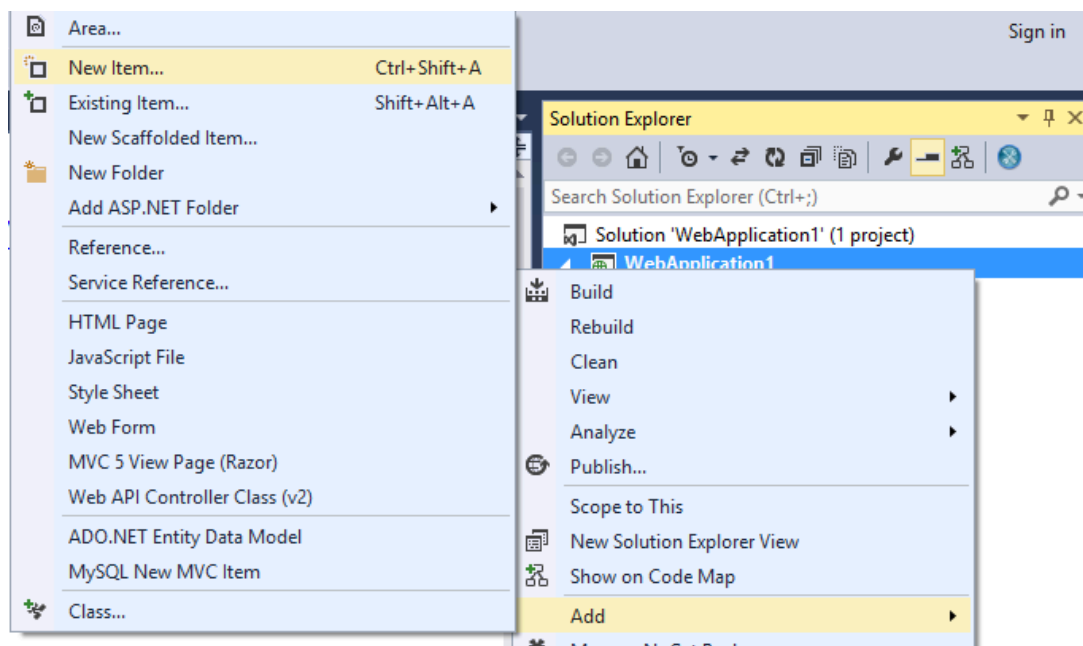 Area...
New Item... Ctrl+Shift+A
Existing Item... Shift+Alt+A
New Scaffolded Item...
New Folder
Add ASP.NET Folder
Reference...
Service Reference...
HTML Page
JavaScript File
Style Sheet
Web Form
MVC 5 View Page (Razor)
Web API Controller Class (v2)
ADO.NET Entity Data Model
MySQL New MVC Item
Class...
Sign in
Solution Explorer
Search Solution Explorer (Ctrl+;)
Solution 'WebApplication1' (1 project)
WebApplication1
Build
Rebuild
Clean
View
Analyze
Publish...
Scope to This
New Solution Explorer View
Show on Code Map
Add